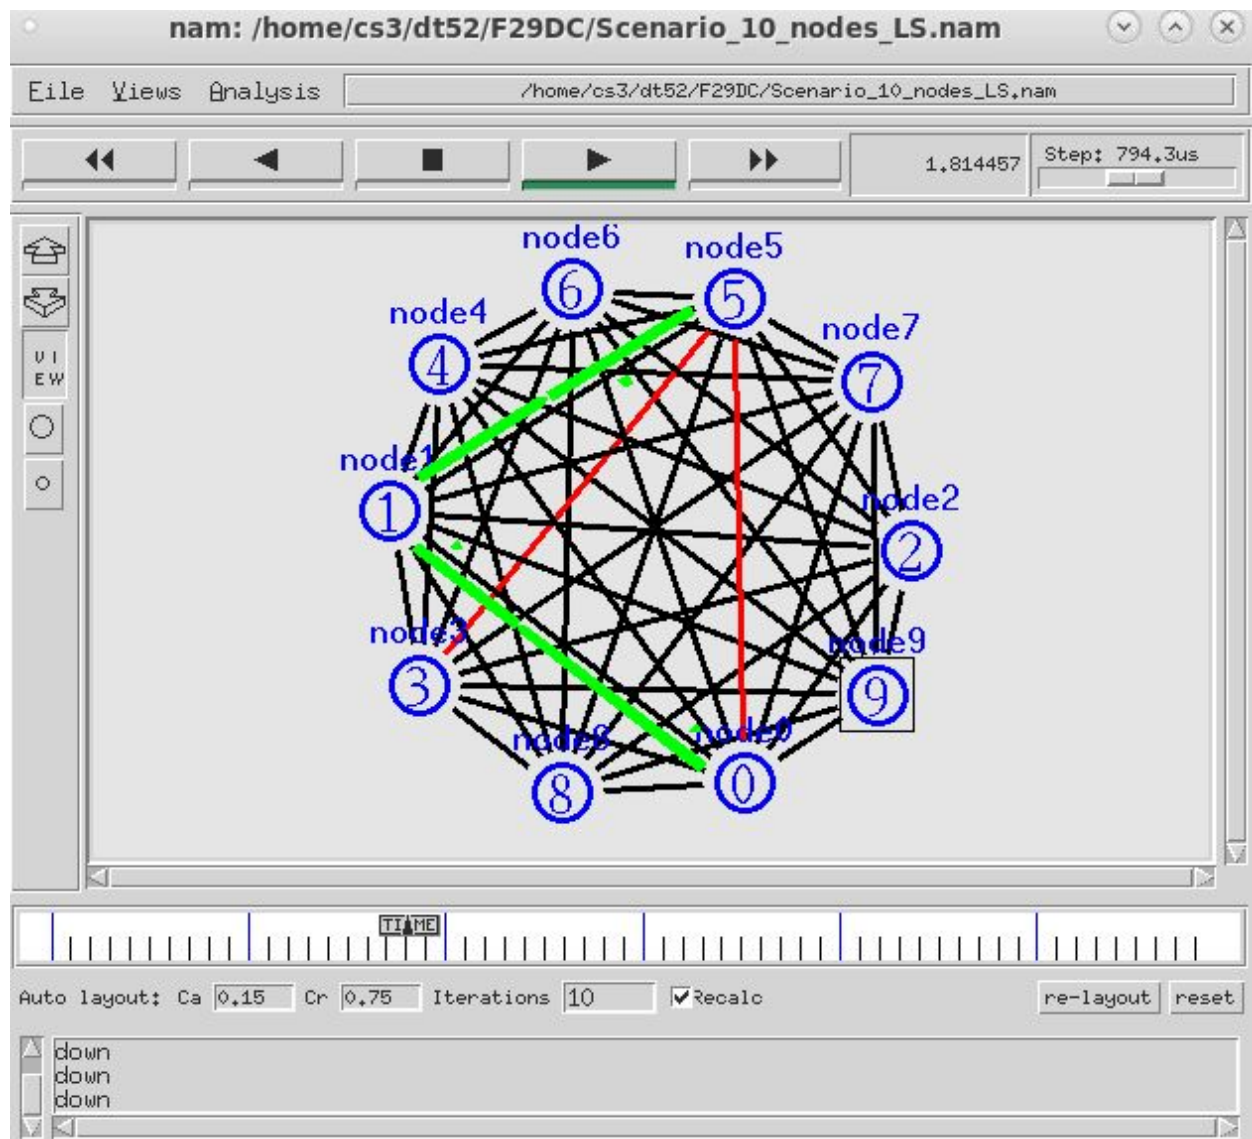 nam: /home/cs3/dt52/F29DC/Scenario_10_nodes_LS.nam
File Views Analysis /home/cs3/dt52/F29DC/Scenario_10_nodes_LS.nam
1.814457 Step: 794.3us
VIEW
node6
6
node5
5
node4
4
node7
7
node1
1
node2
2
node3
3
node9
9
node8
8
node0
0
TIME
Auto layout: Ca 0.15 Cr 0.75 Iterations 10 Recalc re-layout reset
down
down
down